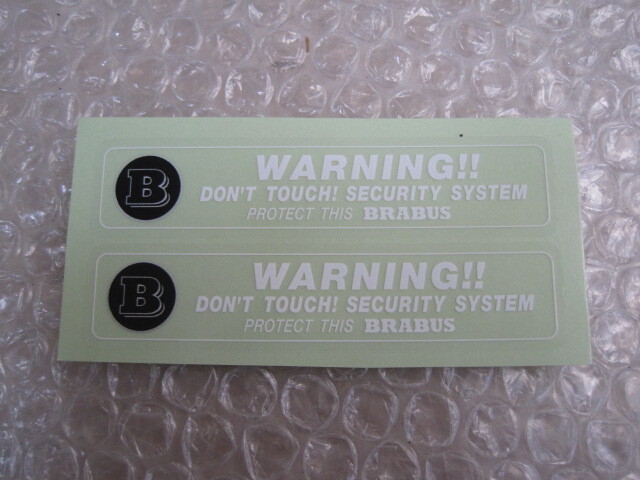 B
WARNING!!
DON'T TOUCH! SECURITY SYSTEM
PROTECT THIS BRABUS
B
WARNING!!
DON'T TOUCH! SECURITY SYSTEM
PROTECT THIS BRABUS